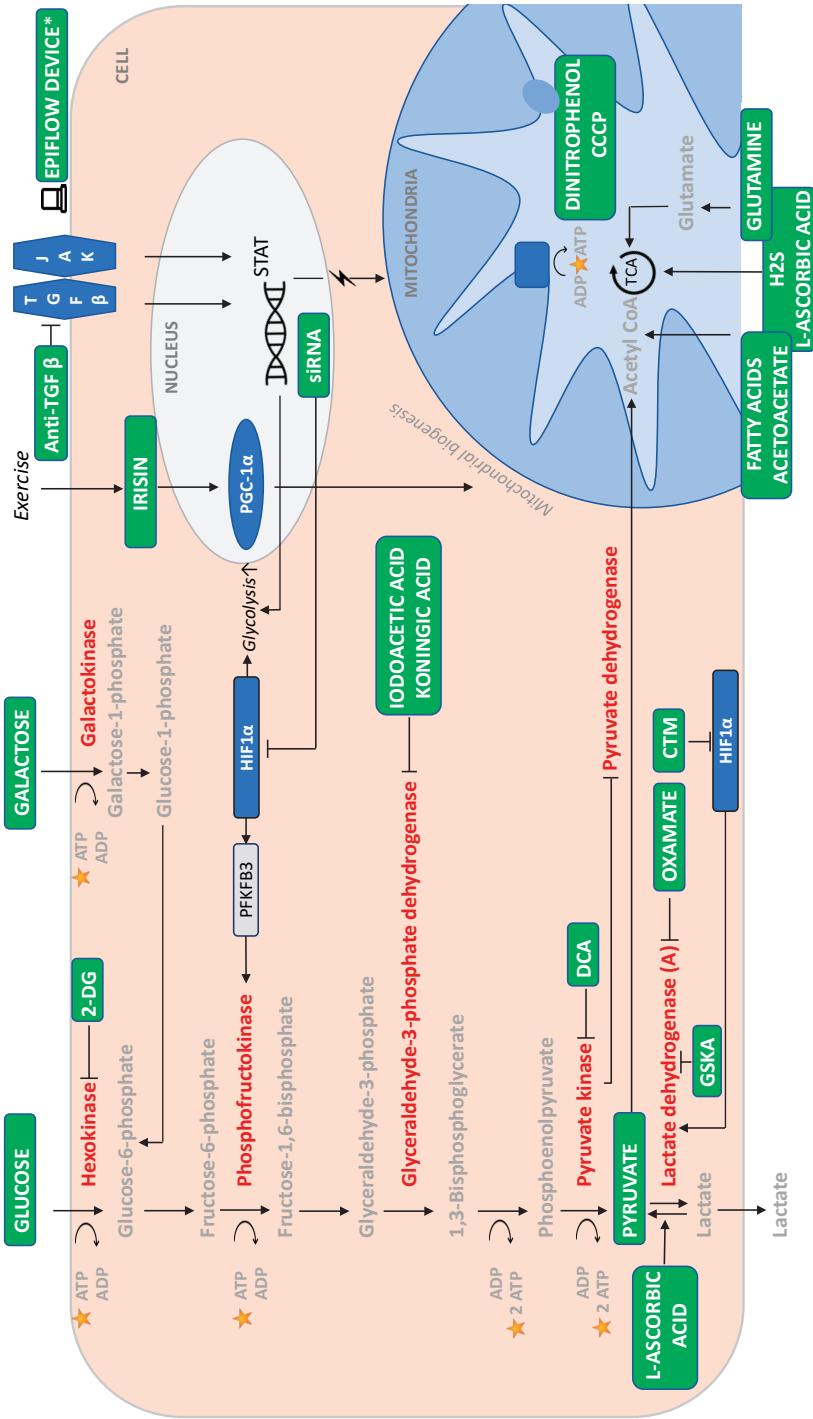 GLUCOSE
ATP
ADP
Hexokinase
2-DG
Glucose-6-phosphate
Fructose-6-phosphate
ATP
ADP
Phosphofructokinase
PFKFB3
HIF1α
Glycolysis↑
Fructose-1,6-bisphosphate
Glyceraldehyde-3-phosphate
Glyceraldehyde-3-phosphate dehydrogenase
IODOACETIC ACID
KONINGIC ACID
1,3-Bisphosphoglycerate
ADP
2 ATP
Phosphoenolpyruvate
ADP
2 ATP
Pyruvate kinase
DCA
Pyruvate dehydrogenase
PYRUVATE
L-ASCORBIC
ACID
Lactate dehydrogenase (A)
GSKA
OXAMATE
CTM
HIF1α
Lactate
Lactate
GALACTOSE
ATP
ADP
Galactokinase
Galactose-1-phosphate
Glucose-1-phosphate
Exercise
IRISIN
PGC-1α
Mitochondrial biogenesis
Anti-TGF β
T
G
F
β
J
A
K
EPIFLOW DEVICE*
CELL
NUCLEUS
STAT
siRNA
MITOCHONDRIA
DINITROPHENOL
CCCP
ADP
ATP
Acetyl CoA
TCA
Glutamate
FATTY ACIDS
ACETOACETATE
H2S
L-ASCORBIC ACID
GLUTAMINE